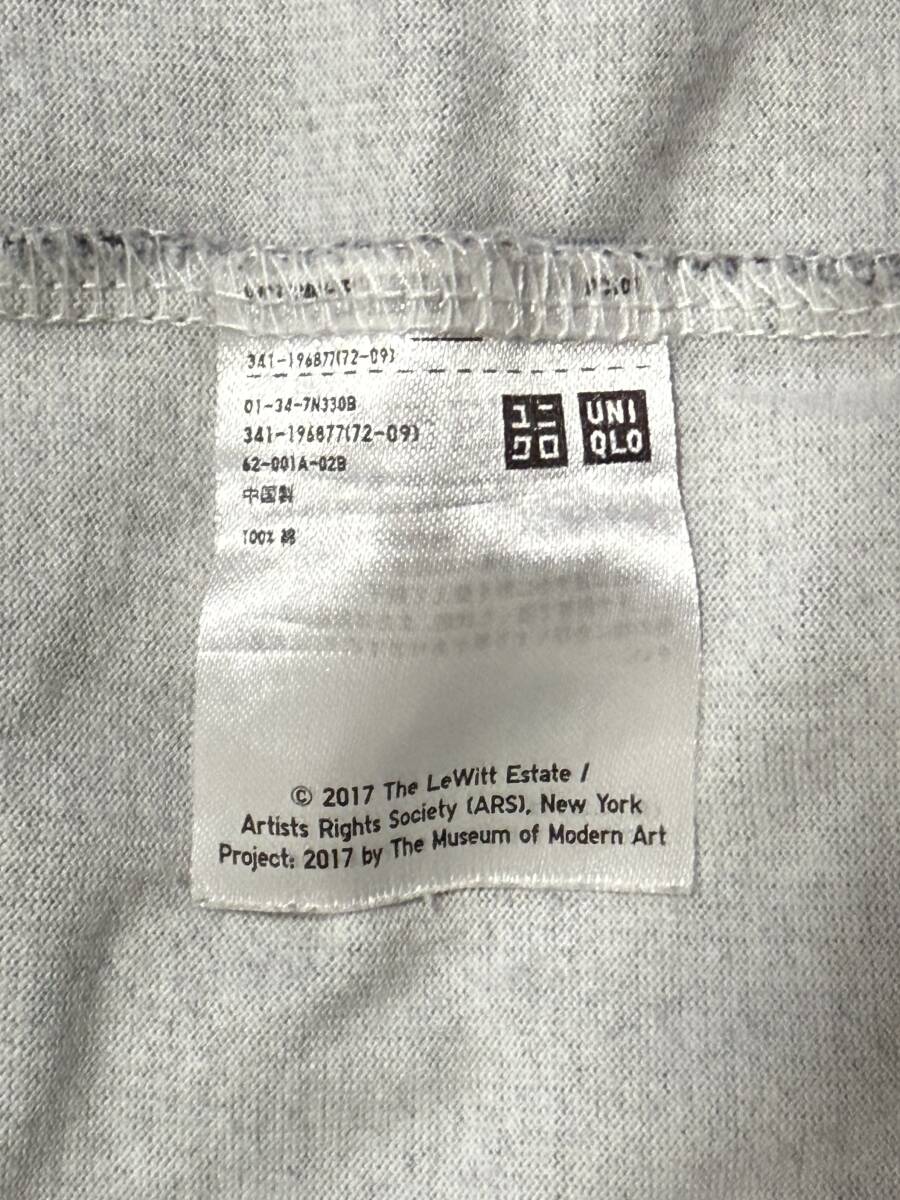 341-196877(72-09)
01-34-7N330B
341-196877(72-09)
62-001A-02B
中国製
100% 綿
ユニ
クロ
UNI
QLO
© 2017 The LeWitt Estate /
Artists Rights Society (ARS), New York
Project: 2017 by The Museum of Modern Art